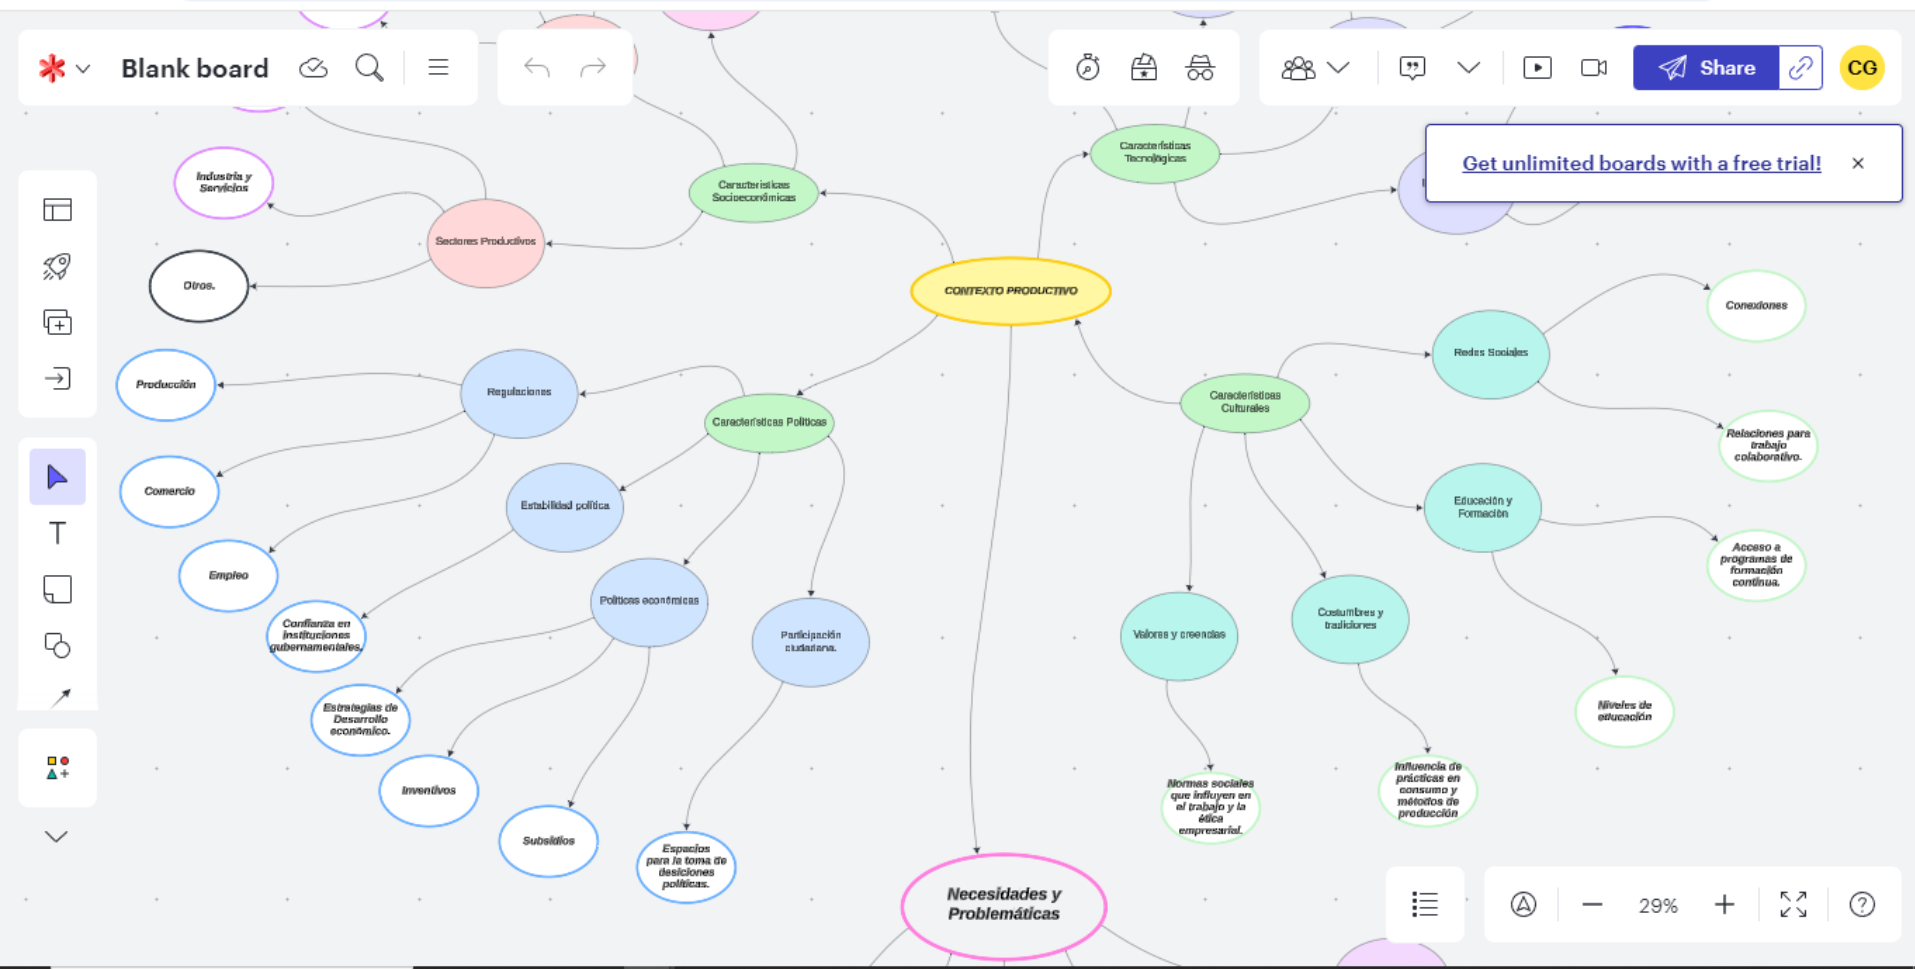 Blank board
Share
CG
Get unlimited boards with a free trial!
Características
Tecnológicas
Industria y
Servicios
Características
Socioeconómicas
Sectores Productivos
Otros.
CONTEXTO PRODUCTIVO
Conexiones
Redes Sociales
Producción
Regulaciones
Características Políticas
Características
Culturales
Relaciones para
trabajo
colaborativo.
Comercio
Estabilidad política
Educación y
Formación
Acceso a
programas de
formación
continua.
Empleo
Políticas económicas
Confianza en
instituciones
gubernamentales.
Participación
ciudadana.
Valores y creencias
Costumbres y
tradiciones
Estrategias de
Desarrollo
económico.
Niveles de
educación
Inventivos
Normas sociales
que influyen en
el trabajo y la
ética
empresarial.
Influencia de
prácticas en
consumo y
métodos de
producción
Subsidios
Espacios
para la toma de
desiciones
políticas.
Necesidades y
Problemáticas
29%